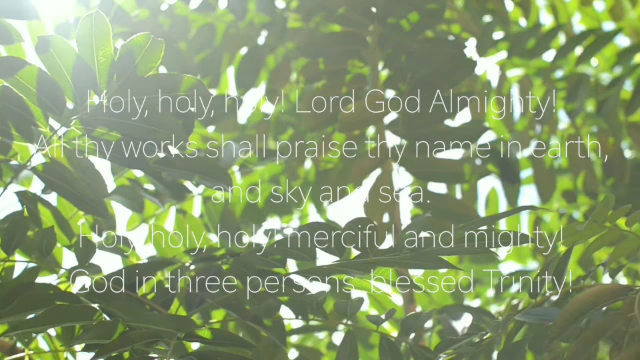 Holy, holy, holy! Lord God Almighty!
All thy works shall praise thy name in earth,
and sky and sea.
Holy, holy, holy! merciful and mighty!
God in three persons, blessed Trinity!